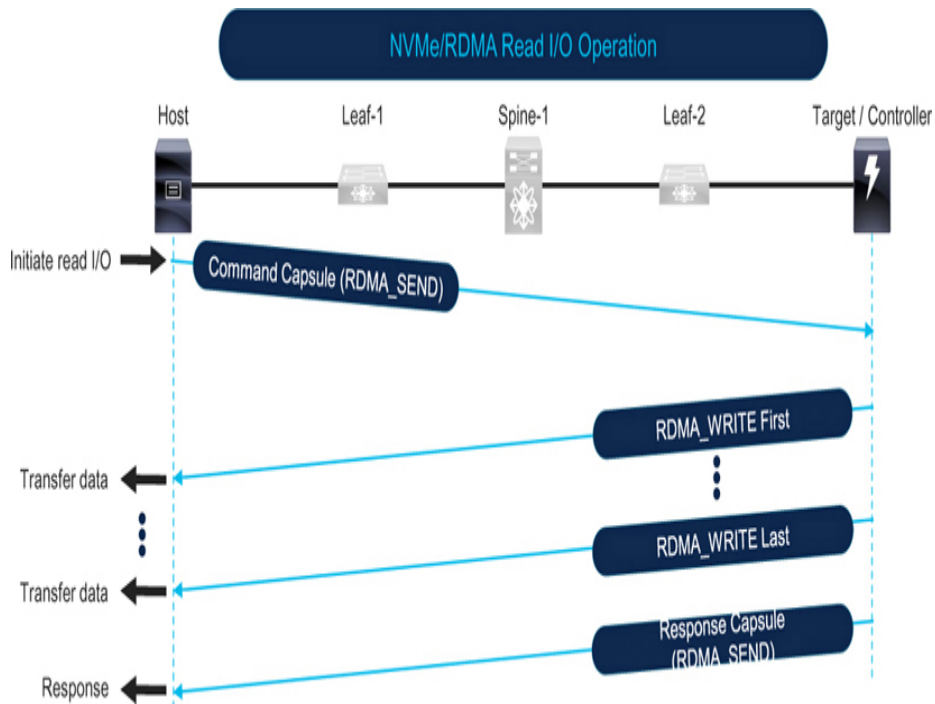 NVMe/RDMA Read I/O Operation
Host
Leaf-1
Spine-1
Leaf-2
Target / Controller
Initiate read I/O
Command Capsule (RDMA_SEND)
RDMA_WRITE First
Transfer data
RDMA_WRITE Last
Transfer data
Response Capsule
(RDMA_SEND)
Response